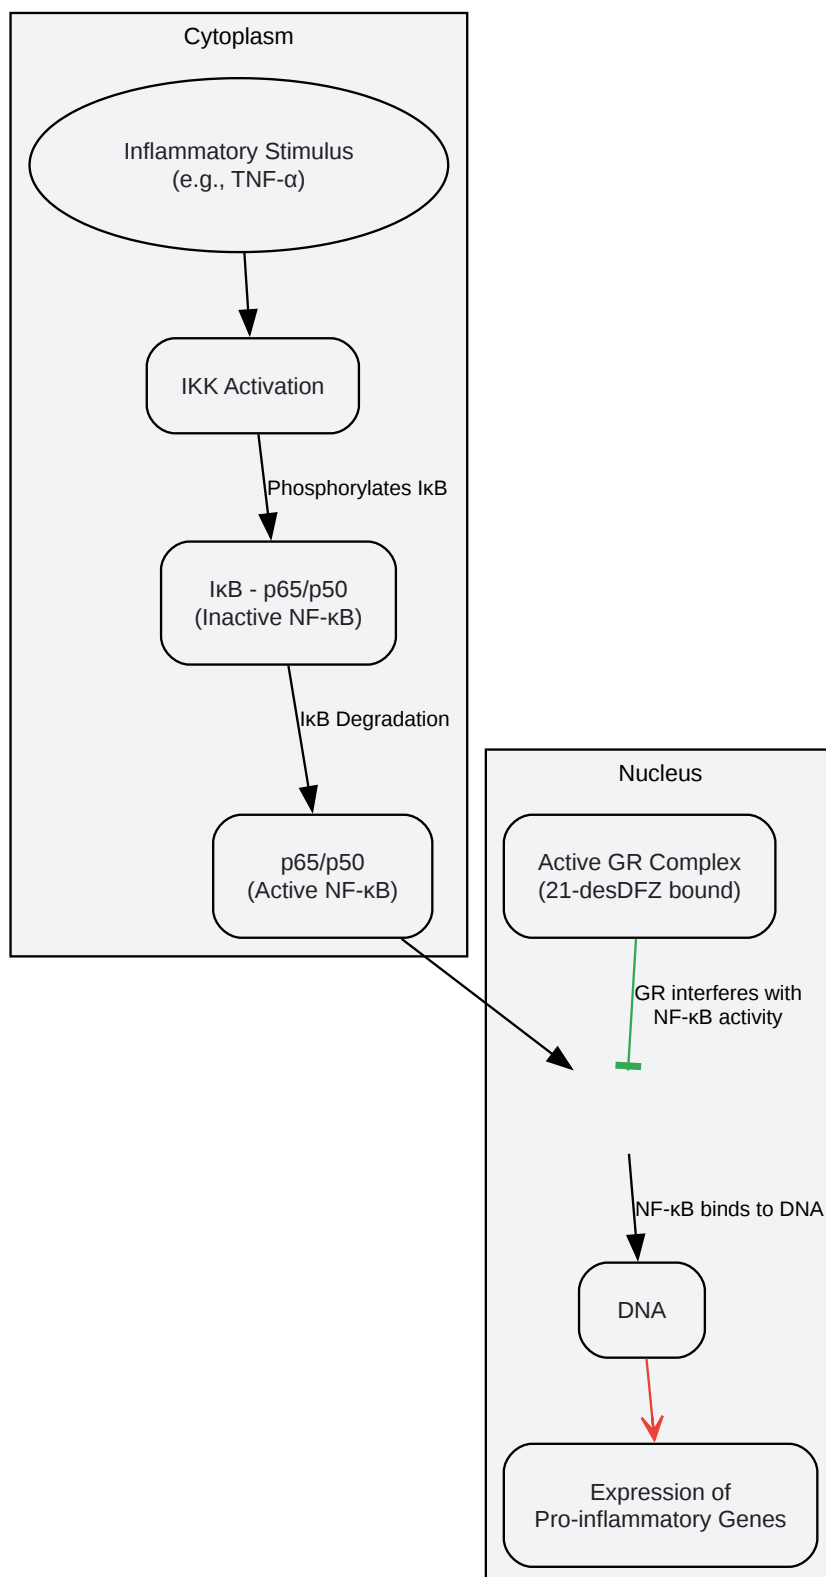 Cytoplasm
Inflammatory Stimulus
(e.g., TNF-α)
IKK Activation
Phosphorylates IκB
IκB - p65/p50
(Inactive NF-κB)
IκB Degradation
p65/p50
(Active NF-κB)
Nucleus
Active GR Complex
(21-desDFZ bound)
GR interferes with
NF-κB activity
NF-κB binds to DNA
DNA
Expression of
Pro-inflammatory Genes